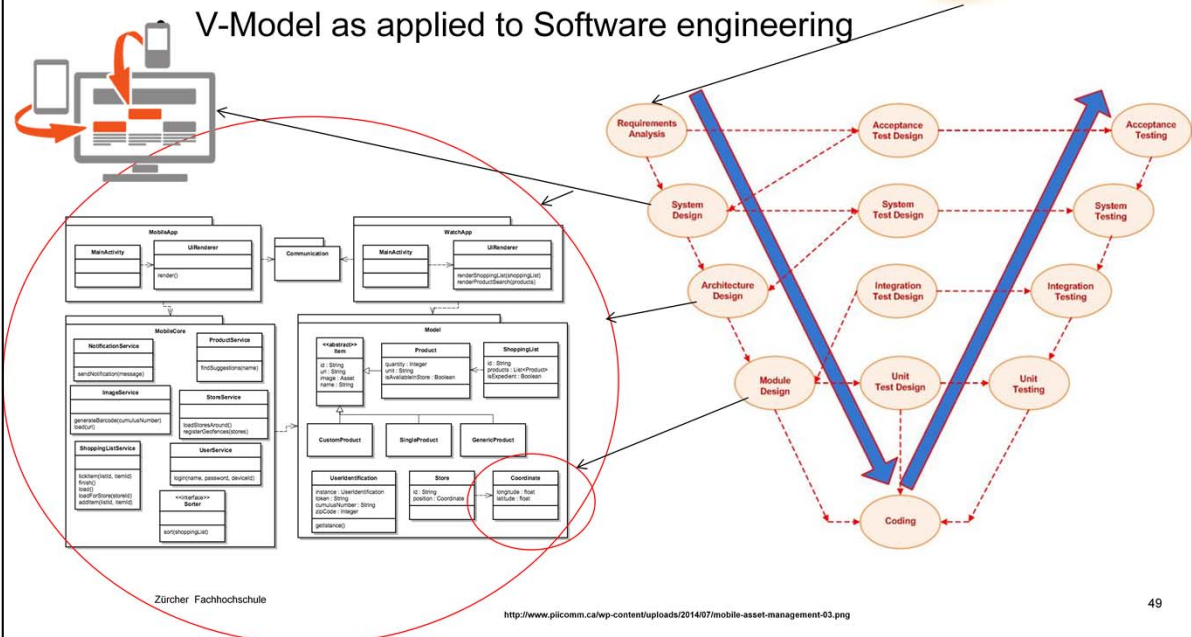 V-Model as applied to Software engineering
MobileApp
MainActivity
UIRenderer
render()
Communication
WatchApp
MainActivity
UIRenderer
renderShoppingList(shoppingList)
renderProductSearch(products)
MobileCore
NotificationService
sendNotification(message)
ProductService
findSuggestions(name)
ImageService
generateBarcode(cumulusNumber)
load(url)
StoreService
loadStoresAround()
registerGeofences(stores)
ShoppingListService
tickItem(listId, itemId)
finish()
load()
loadForStore(storeId)
addItem(listId, itemId)
UserService
login(name, password, deviceId)
<<interface>>
Sorter
sort(shoppingList)
Model
<<abstract>>
Item
id : String
url : String
image : Asset
name : String
Product
quantity : Integer
unit : String
isAvailableInStore : Boolean
ShoppingList
id : String
products : List<Product>
isExpedient : Boolean
CustomProduct
SingleProduct
GenericProduct
UserIdentification
instance : UserIdentification
token : String
cumulusNumber : String
zipCode : Integer
getIstance()
Store
id : String
position : Coordinate
Coordinate
longitude : float
latitude : float
Requirements
Analysis
Acceptance
Test Design
Acceptance
Testing
System
Design
System
Test Design
System
Testing
Architecture
Design
Integration
Test Design
Integration
Testing
Module
Design
Unit
Test Design
Unit
Testing
Coding
Zürcher Fachhochschule
http://www.piicomm.ca/wp-content/uploads/2014/07/mobile-asset-management-03.png
49